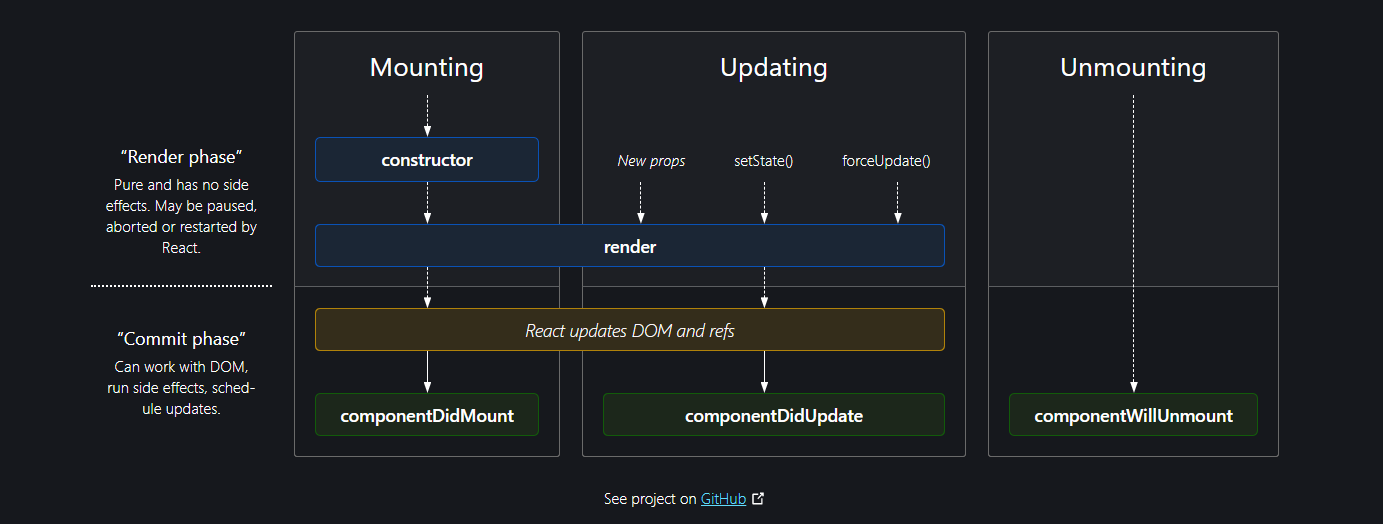 Mounting
Updating
Unmounting
“Render phase”
Pure and has no side
effects. May be paused,
aborted or restarted by
React.
constructor
New props
setState()
forceUpdate()
render
“Commit phase”
Can work with DOM,
run side effects, sched-
ule updates.
React updates DOM and refs
componentDidMount
componentDidUpdate
componentWillUnmount
See project on GitHub